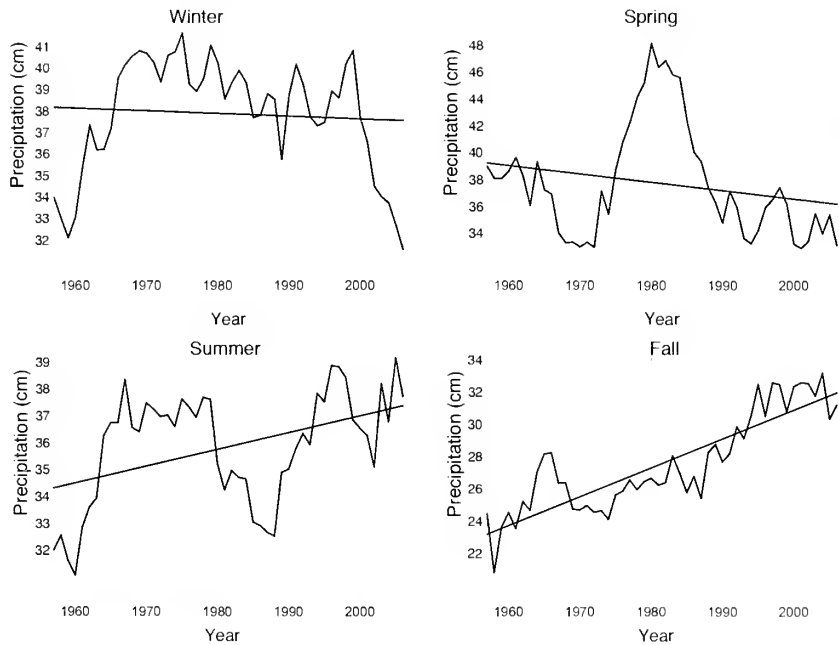 Winter
Precipitation (cm)
41
40
39
38
37
36
35
34
33
32
1960 1970 1980 1990 2000
Year
Spring
Precipitation (cm)
48
46
44
42
40
38
36
34
1960 1970 1980 1990 2000
Year
Summer
Precipitation (cm)
39
38
37
36
35
34
33
32
1960 1970 1980 1990 2000
Year
Fall
Precipitation (cm)
34
32
30
28
26
24
22
1960 1970 1980 1990 2000
Year